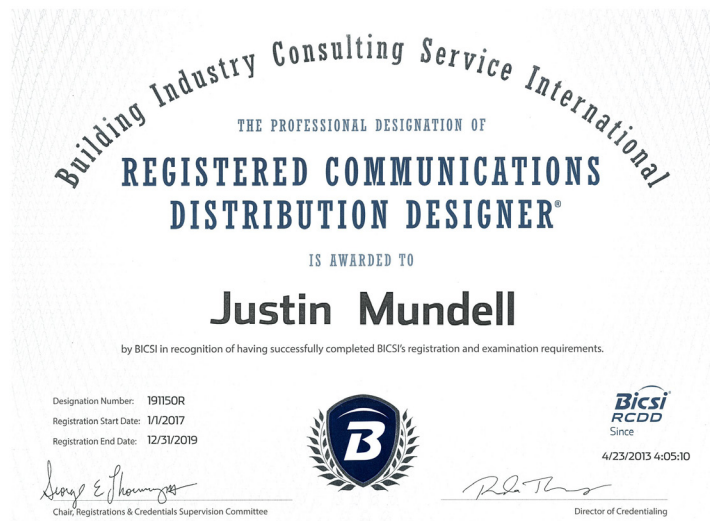 Building Industry Consulting Service International
THE PROFESSIONAL DESIGNATION OF
REGISTERED COMMUNICATIONS
DISTRIBUTION DESIGNER®
IS AWARDED TO
Justin Mundell
by BICSI in recognition of having successfully completed BICSI's registration and examination requirements.
Designation Number: 191150R
Registration Start Date: 1/1/2017
Registration End Date: 12/31/2019
B
Bicsi®
RCDD
Since
4/23/2013 4:05:10
Chair, Registrations & Credentials Supervision Committee
Director of Credentialing